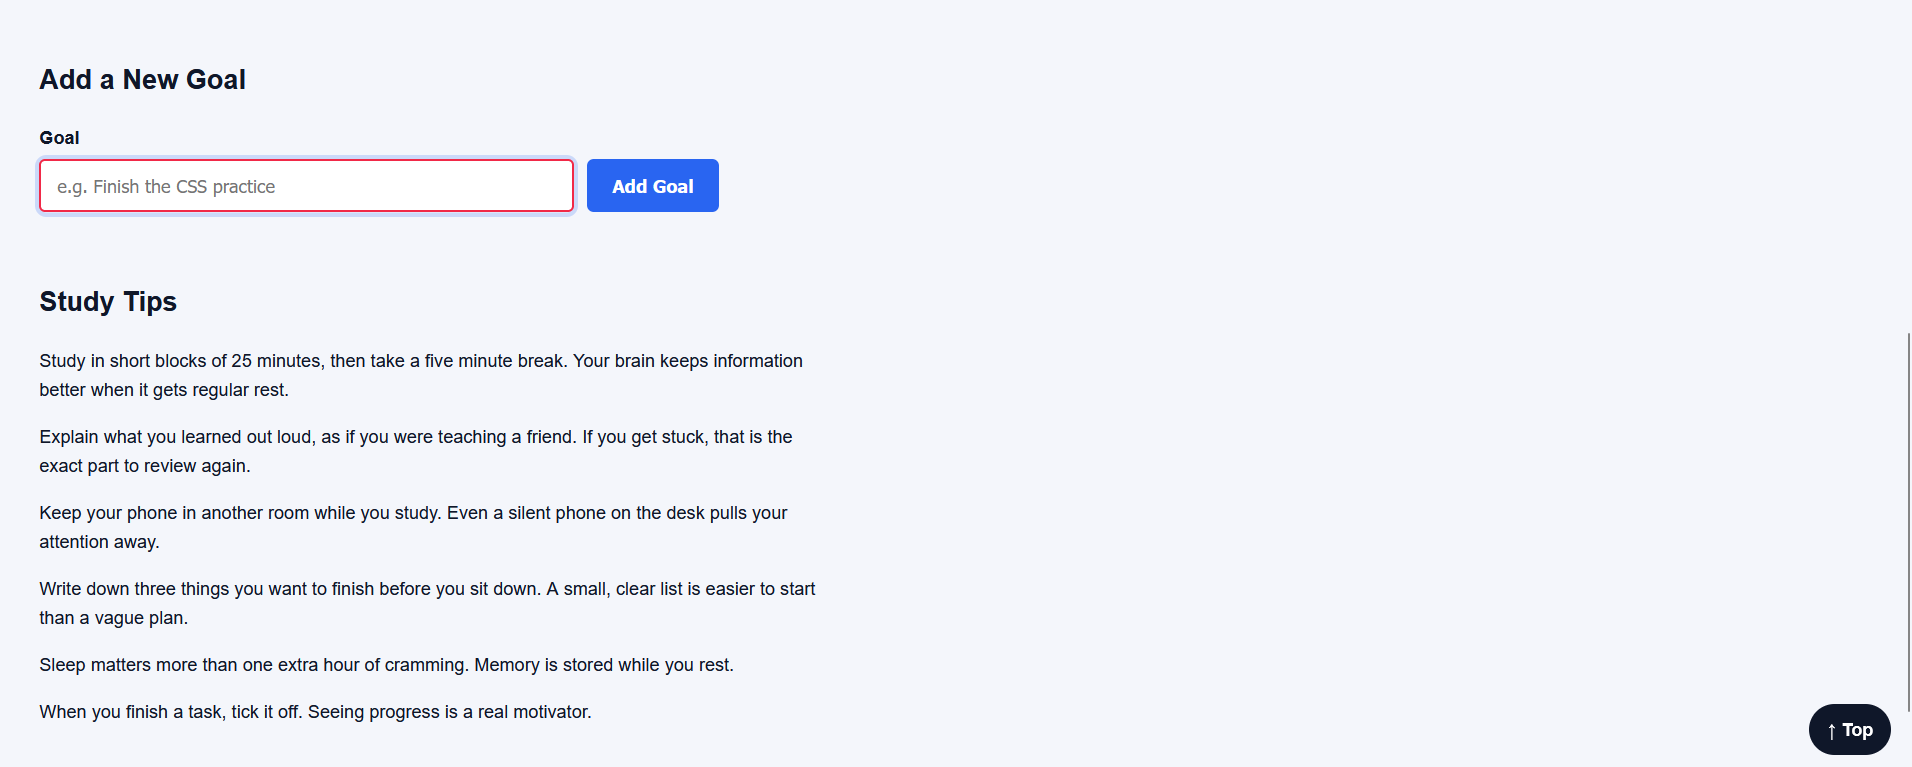 Add a New Goal
Goal
e.g. Finish the CSS practice
Add Goal
Study Tips
Study in short blocks of 25 minutes, then take a five minute break. Your brain keeps information
better when it gets regular rest.
Explain what you learned out loud, as if you were teaching a friend. If you get stuck, that is the
exact part to review again.
Keep your phone in another room while you study. Even a silent phone on the desk pulls your
attention away.
Write down three things you want to finish before you sit down. A small, clear list is easier to start
than a vague plan.
Sleep matters more than one extra hour of cramming. Memory is stored while you rest.
When you finish a task, tick it off. Seeing progress is a real motivator.
↑ Top